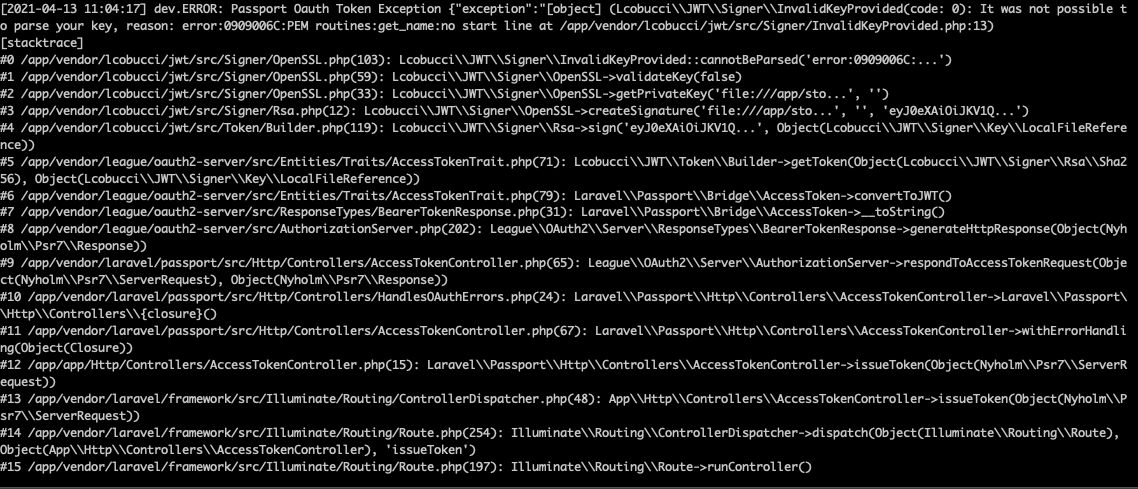 [2021-04-13 11:04:17] dev.ERROR: Passport Oauth Token Exception {"exception":"[object] (Lcobucci\\JWT\\Signer\\InvalidKeyProvided(code: 0): It was not possible t
o parse your key, reason: error:0909006C:PEM routines:get_name:no start line at /app/vendor/lcobucci/jwt/src/Signer/InvalidKeyProvided.php:13)
[stacktrace]
#0 /app/vendor/lcobucci/jwt/src/Signer/OpenSSL.php(103): Lcobucci\\JWT\\Signer\\InvalidKeyProvided::cannotBeParsed('error:0909006C:...')
#1 /app/vendor/lcobucci/jwt/src/Signer/OpenSSL.php(59): Lcobucci\\JWT\\Signer\\OpenSSL->validateKey(false)
#2 /app/vendor/lcobucci/jwt/src/Signer/OpenSSL.php(33): Lcobucci\\JWT\\Signer\\OpenSSL->getPrivateKey('file:///app/sto...', '')
#3 /app/vendor/lcobucci/jwt/src/Signer/Rsa.php(12): Lcobucci\\JWT\\Signer\\OpenSSL->createSignature('file:///app/sto...', '', 'eyJ0eXAiOiJKV1Q...')
#4 /app/vendor/lcobucci/jwt/src/Token/Builder.php(119): Lcobucci\\JWT\\Signer\\Rsa->sign('eyJ0eXAiOiJKV1Q...', Object(Lcobucci\\JWT\\Signer\\Key\\LocalFileRefere
nce))
#5 /app/vendor/league/oauth2-server/src/Entities/Traits/AccessTokenTrait.php(71): Lcobucci\\JWT\\Token\\Builder->getToken(Object(Lcobucci\\JWT\\Signer\\Rsa\\Sha2
56), Object(Lcobucci\\JWT\\Signer\\Key\\LocalFileReference))
#6 /app/vendor/league/oauth2-server/src/Entities/Traits/AccessTokenTrait.php(79): Laravel\\Passport\\Bridge\\AccessToken->convertToJWT()
#7 /app/vendor/league/oauth2-server/src/ResponseTypes/BearerTokenResponse.php(31): Laravel\\Passport\\Bridge\\AccessToken->__toString()
#8 /app/vendor/league/oauth2-server/src/AuthorizationServer.php(202): League\\OAuth2\\Server\\ResponseTypes\\BearerTokenResponse->generateHttpResponse(Object(Nyh
olm\\Psr7\\Response))
#9 /app/vendor/laravel/passport/src/Http/Controllers/AccessTokenController.php(65): League\\OAuth2\\Server\\AuthorizationServer->respondToAccessTokenRequest(Obje
ct(Nyholm\\Psr7\\ServerRequest), Object(Nyholm\\Psr7\\Response))
#10 /app/vendor/laravel/passport/src/Http/Controllers/HandlesOAuthErrors.php(24): Laravel\\Passport\\Http\\Controllers\\AccessTokenController->Laravel\\Passport\
\Http\\Controllers\\{closure}()
#11 /app/vendor/laravel/passport/src/Http/Controllers/AccessTokenController.php(67): Laravel\\Passport\\Http\\Controllers\\AccessTokenController->withErrorHandli
ng(Object(Closure))
#12 /app/app/Http/Controllers/AccessTokenController.php(15): Laravel\\Passport\\Http\\Controllers\\AccessTokenController->issueToken(Object(Nyholm\\Psr7\\ServerR
equest))
#13 /app/vendor/laravel/framework/src/Illuminate/Routing/ControllerDispatcher.php(48): App\\Http\\Controllers\\AccessTokenController->issueToken(Object(Nyholm\\P
sr7\\ServerRequest))
#14 /app/vendor/laravel/framework/src/Illuminate/Routing/Route.php(254): Illuminate\\Routing\\ControllerDispatcher->dispatch(Object(Illuminate\\Routing\\Route),
Object(App\\Http\\Controllers\\AccessTokenController), 'issueToken')
#15 /app/vendor/laravel/framework/src/Illuminate/Routing/Route.php(197): Illuminate\\Routing\\Route->runController()